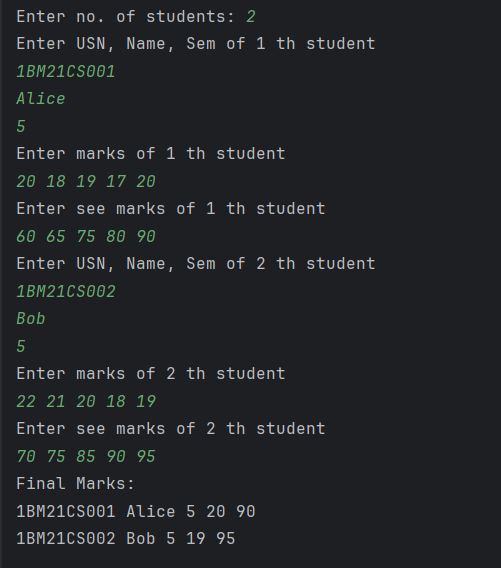 Enter no. of students: 2
Enter USN, Name, Sem of 1 th student
1BM21CS001
Alice
5
Enter marks of 1 th student
20 18 19 17 20
Enter see marks of 1 th student
60 65 75 80 90
Enter USN, Name, Sem of 2 th student
1BM21CS002
Bob
5
Enter marks of 2 th student
22 21 20 18 19
Enter see marks of 2 th student
70 75 85 90 95
Final Marks:
1BM21CS001 Alice 5 20 90
1BM21CS002 Bob 5 19 95